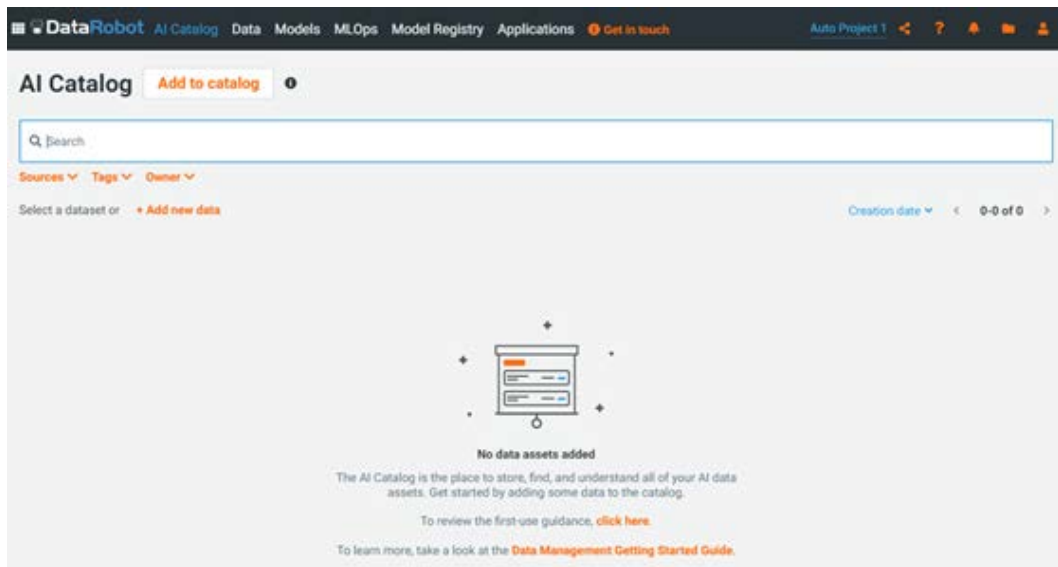 DataRobot AI Catalog Data Models MLOps Model Registry Applications Get in touch Auto Project 1 ?
AI Catalog Add to catalog
Search
Sources Tags Owner
Select a dataset or + Add new data Creation date < 0-0 of 0 >
No data assets added
The AI Catalog is the place to store, find, and understand all of your AI data
assets. Get started by adding some data to the catalog.
To review the first-use guidance, click here.
To learn more, take a look at the Data Management Getting Started Guide.